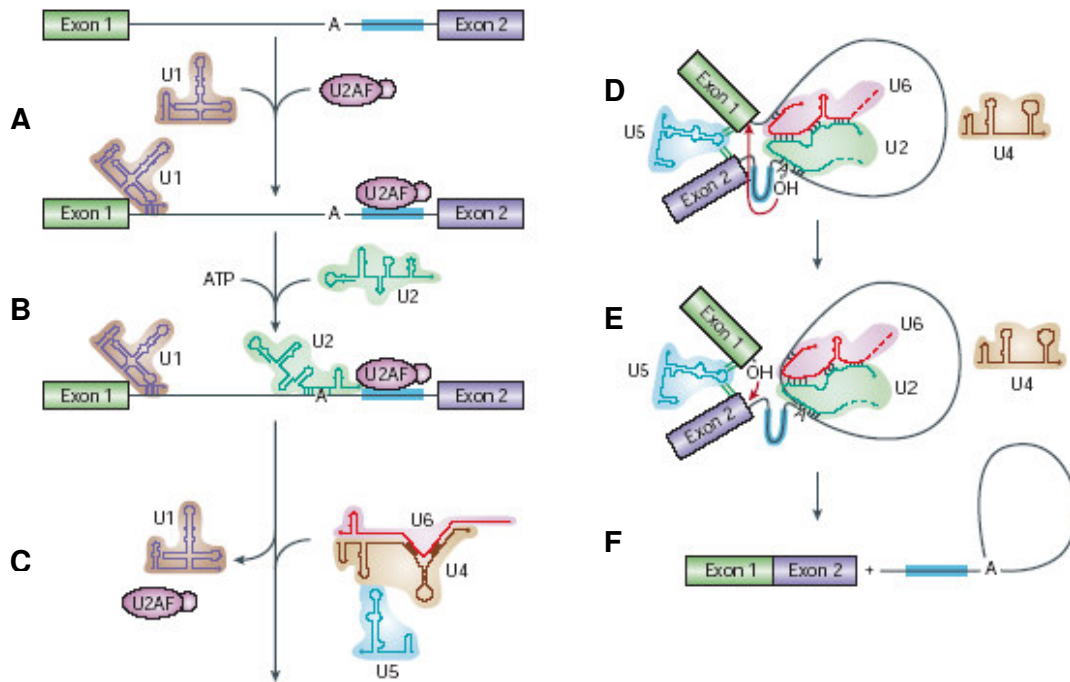 Exon 1
A
Exon 2
U1
U2AF
A
U1
U2AF
Exon 1
A
Exon 2
ATP
U2
B
U1
U2
U2AF
Exon 1
A
Exon 2
C
U1
U6
U4
U2AF
U5
D
Exon 1
U6
U5
U2
U4
Exon 2
A
OH
E
Exon 1
U6
U5
OH
U2
U4
Exon 2
A
F
Exon 1 Exon 2 + A